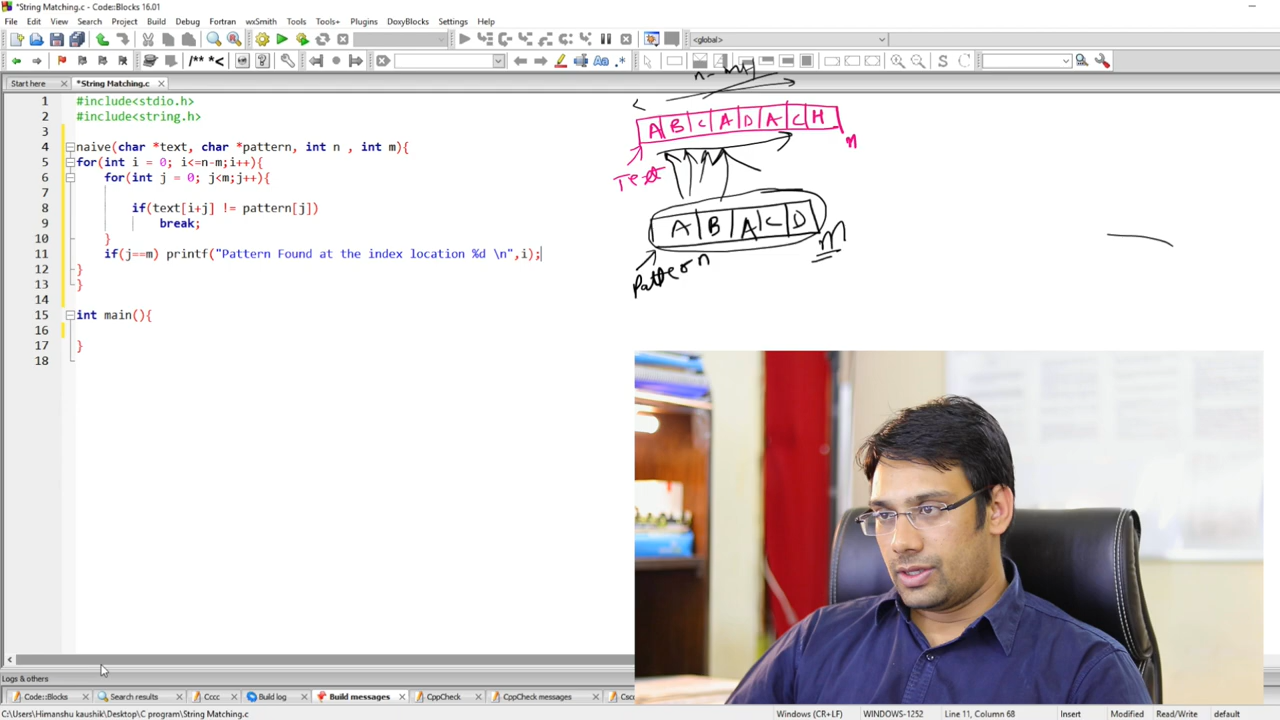 *String Matching.c - Code::Blocks 16.01
File Edit View Search Project Build Debug Fortran wxSmith Tools Tools+ Plugins DoxyBlocks Settings Help
<global>
/** *<
Aa .*
S C
Start here *String Matching.c
1 #include<stdio.h>
2 #include<string.h>
3
4 naive(char *text, char *pattern, int n , int m){
5 for(int i = 0; i<=n-m;i++){
6 for(int j = 0; j<m;j++){
7
8 if(text[i+j] != pattern[j])
9 break;
10 }
11 if(j==m) printf("Pattern Found at the index location %d \n",i);
12 }
13 }
14
15 int main(){
16
17 }
18
A B C A D A C H
n
Text
A B A C D
m
Pattern
Logs & others
Code::Blocks Search results Cccc Build log Build messages CppCheck CppCheck messages Csc
C:\Users\Himanshu kaushik\Desktop\C program\String Matching.c Windows (CR+LF) WINDOWS-1252 Line 11, Column 68 Insert Modified Read/Write default